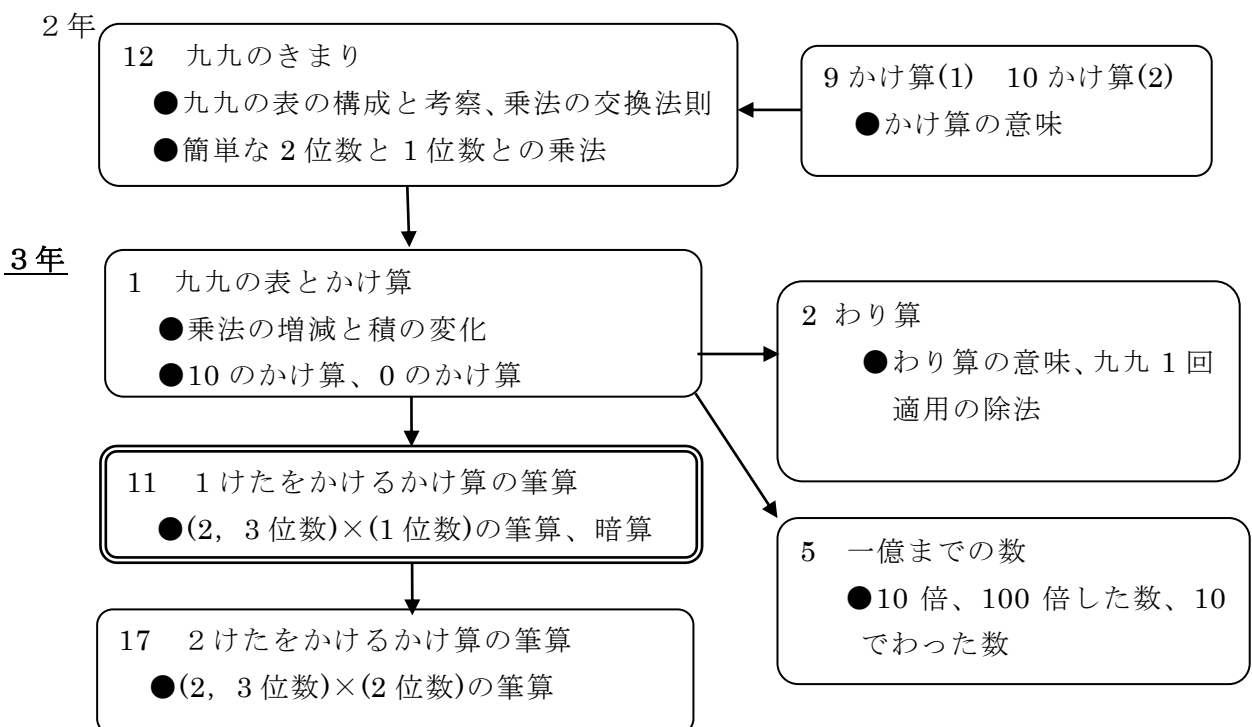 ２年
12　九九のきまり
●九九の表の構成と考察、乗法の交換法則
●簡単な 2 位数と 1 位数との乗法
9 かけ算(1)　10 かけ算(2)
●かけ算の意味
３年
1　九九の表とかけ算
●乗法の増減と積の変化
●10 のかけ算、0 のかけ算
2 わり算
●わり算の意味、九九 1 回
適用の除法
11　１けたをかけるかけ算の筆算
●(2，3 位数)×(1 位数)の筆算、暗算
5　一億までの数
●10 倍、100 倍した数、10
でわった数
17　２けたをかけるかけ算の筆算
●(2，3 位数)×(2 位数)の筆算